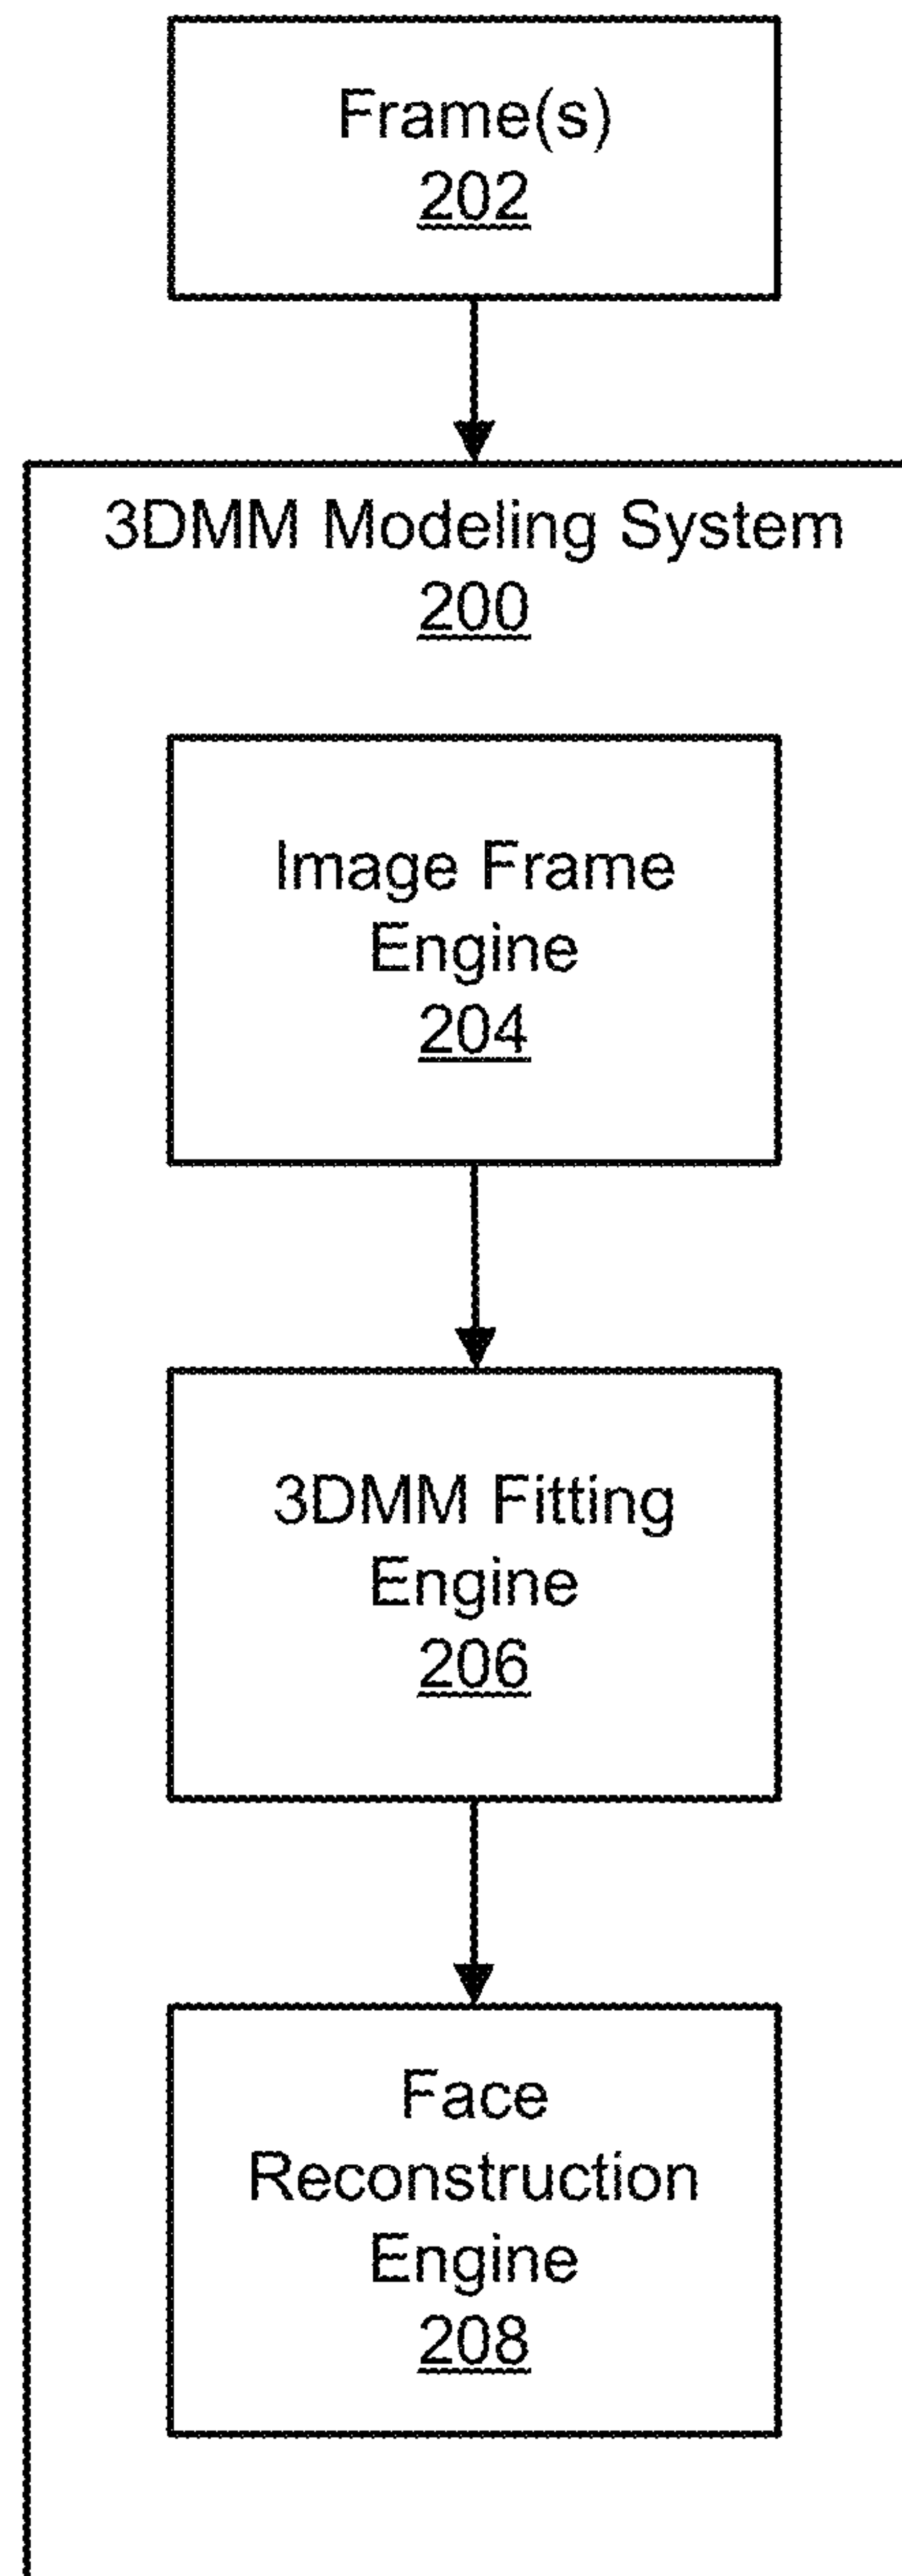 Frame(s)
202
3DMM Modeling System
200
Image Frame
Engine
204
3DMM Fitting
Engine
206
Face
Reconstruction
Engine
208